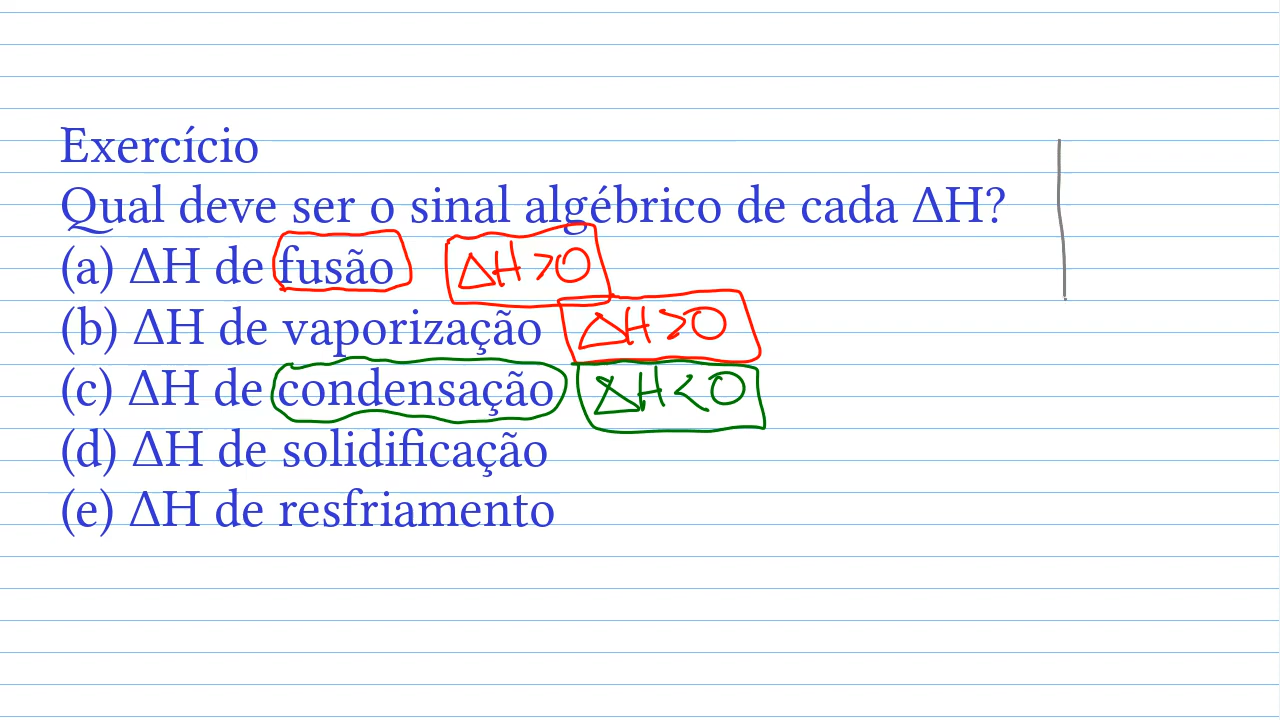 Exercício
Qual deve ser o sinal algébrico de cada ΔH?
(a) ΔH de fusão ΔH > 0
(b) ΔH de vaporização ΔH > 0
(c) ΔH de condensação ΔH < 0
(d) ΔH de solidificação
(e) ΔH de resfriamento